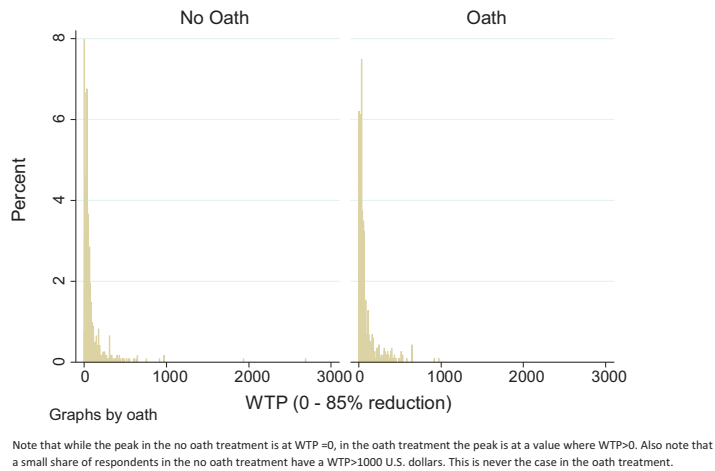 No Oath
Oath
Percent
8
6
4
2
0
0 1000 2000 3000 0 1000 2000 3000
WTP (0 - 85% reduction)
Graphs by oath
Note that while the peak in the no oath treatment is at WTP =0, in the oath treatment the peak is at a value where WTP>0. Also note that
a small share of respondents in the no oath treatment have a WTP>1000 U.S. dollars. This is never the case in the oath treatment.